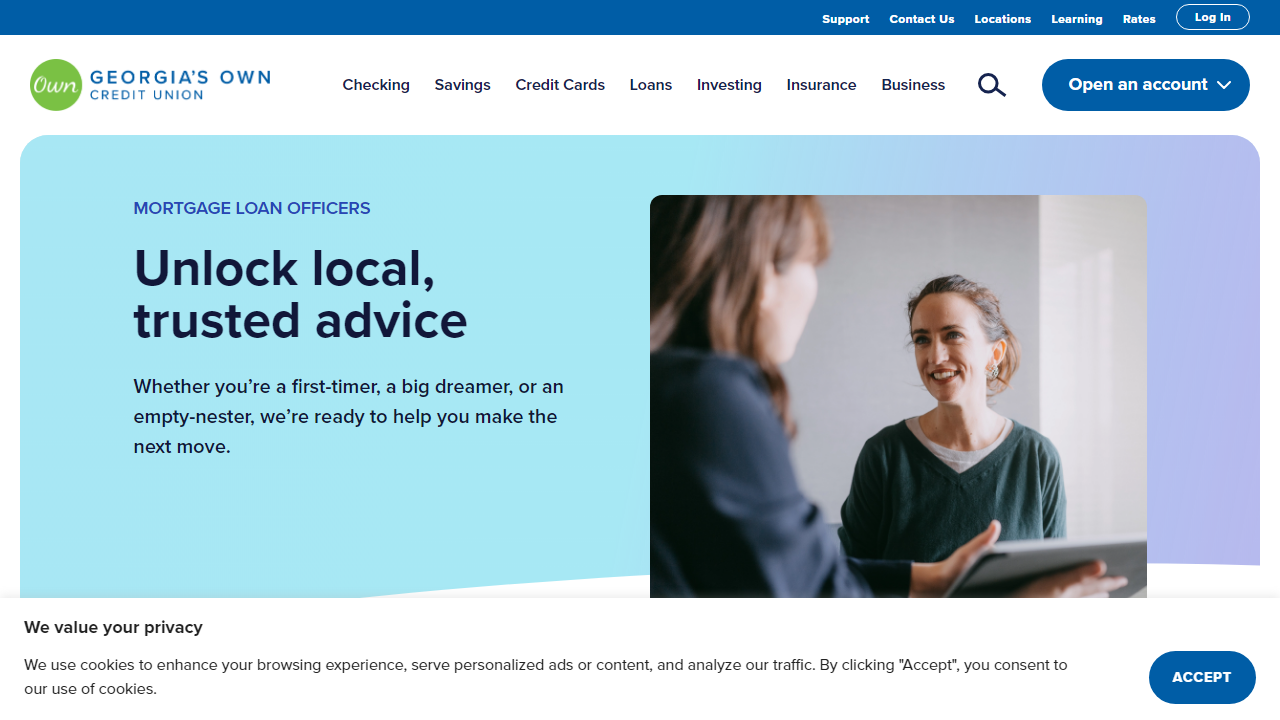 Support Contact Us Locations Learning Rates Log In
Own GEORGIA'S OWN
CREDIT UNION
Checking Savings Credit Cards Loans Investing Insurance Business Open an account
MORTGAGE LOAN OFFICERS
Unlock local,
trusted advice
Whether you’re a first-timer, a big dreamer, or an
empty-nester, we’re ready to help you make the
next move.
We value your privacy
We use cookies to enhance your browsing experience, serve personalized ads or content, and analyze our traffic. By clicking "Accept", you consent to
our use of cookies.
ACCEPT